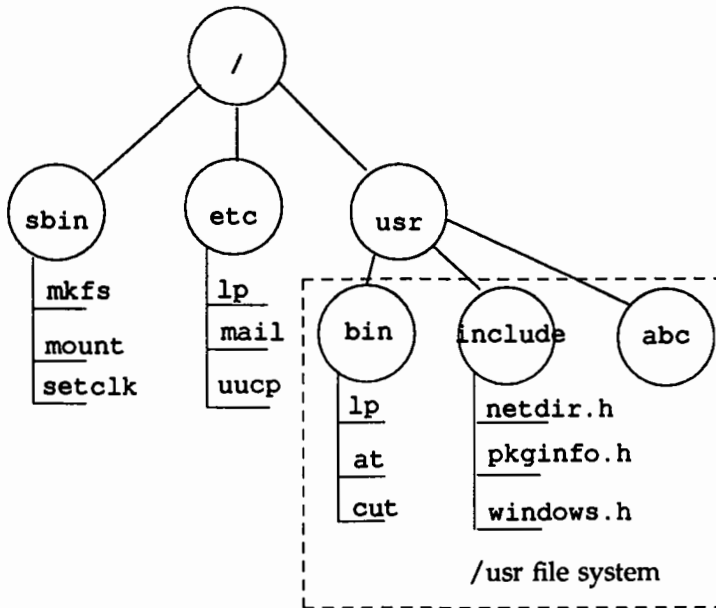 /
sbin
etc
usr
mkfs
mount
setclk
lp
mail
uucp
bin
include
abc
lp
at
cut
netdir.h
pkginfo.h
windows.h
/usr file system